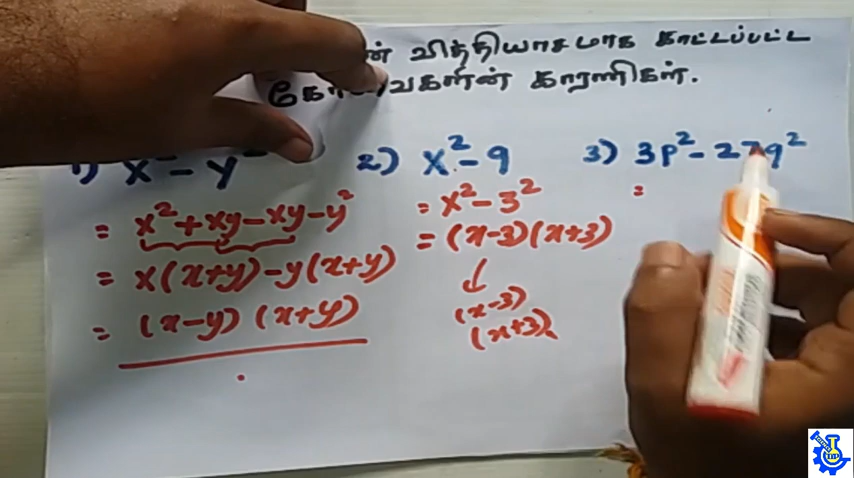 வித்தியாசமாக காட்டப்பட்ட
காரணிகள்.
1) x² - y²
2) x² - 9
3) 3p² - 27q²
= x² + xy - xy - y²
= x(x+y) - y(x+y)
= (x-y) (x+y)
= x² - 3²
= (x-3)(x+3)
↓
(x-3)
(x+3)
=